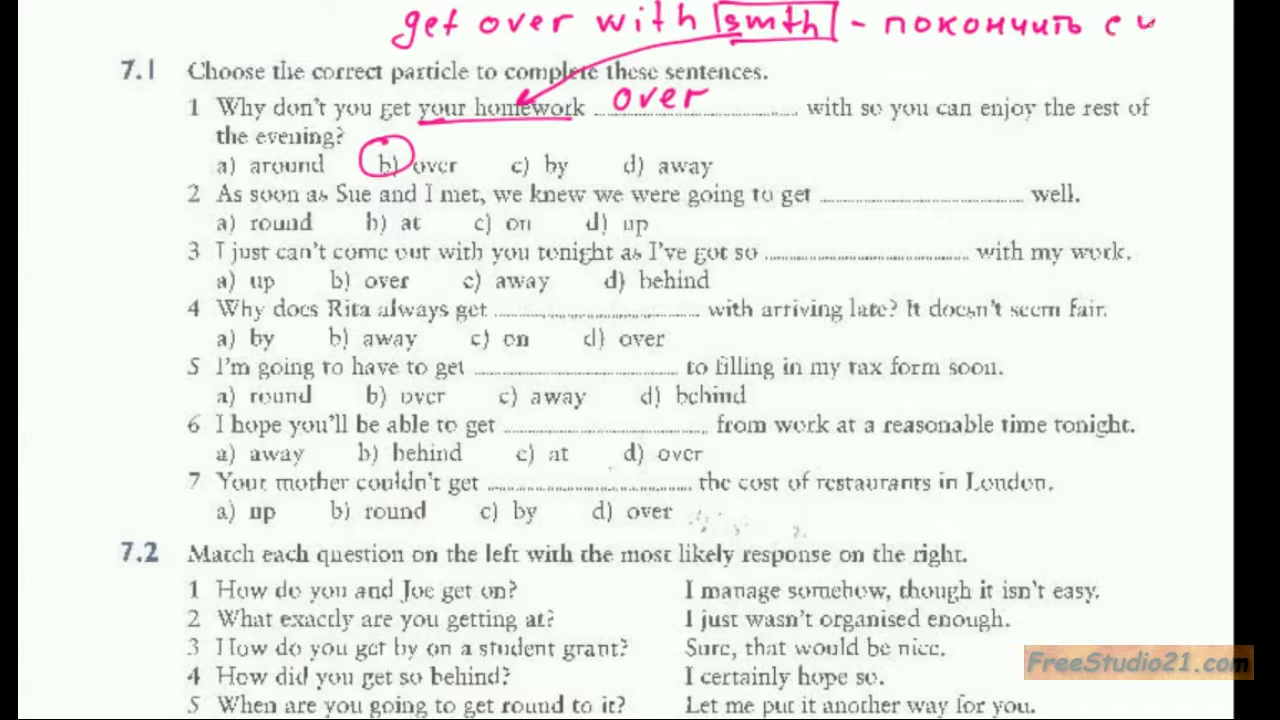 get over with smth - покончить с ч
7.1 Choose the correct particle to complete these sentences.
1 Why don't you get your homework over with so you can enjoy the rest of
the evening?
a) around b) over c) by d) away
2 As soon as Sue and I met, we knew we were going to get .......... well.
a) round b) at c) on d) up
3 I just can't come out with you tonight as I've got so .......... with my work.
a) up b) over c) away d) behind
4 Why does Rita always get .......... with arriving late? It doesn't seem fair.
a) by b) away c) on d) over
5 I'm going to have to get .......... to filling in my tax form soon.
a) round b) over c) away d) behind
6 I hope you'll be able to get .......... from work at a reasonable time tonight.
a) away b) behind c) at d) over
7 Your mother couldn't get .......... the cost of restaurants in London.
a) up b) round c) by d) over
7.2 Match each question on the left with the most likely response on the right.
1 How do you and Joe get on? I manage somehow, though it isn't easy.
2 What exactly are you getting at? I just wasn't organised enough.
3 How do you get by on a student grant? Sure, that would be nice.
4 How did you get so behind? I certainly hope so.
5 When are you going to get round to it? Let me put it another way for you.
FreeStudio21.com